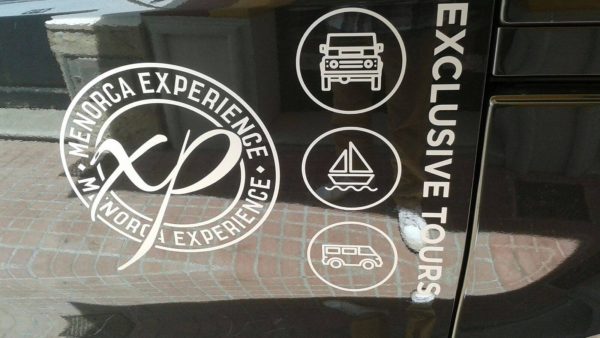 MENORCA EXPERIENCE
xp
MENORCA EXPERIENCE
EXCLUSIVE TOURS